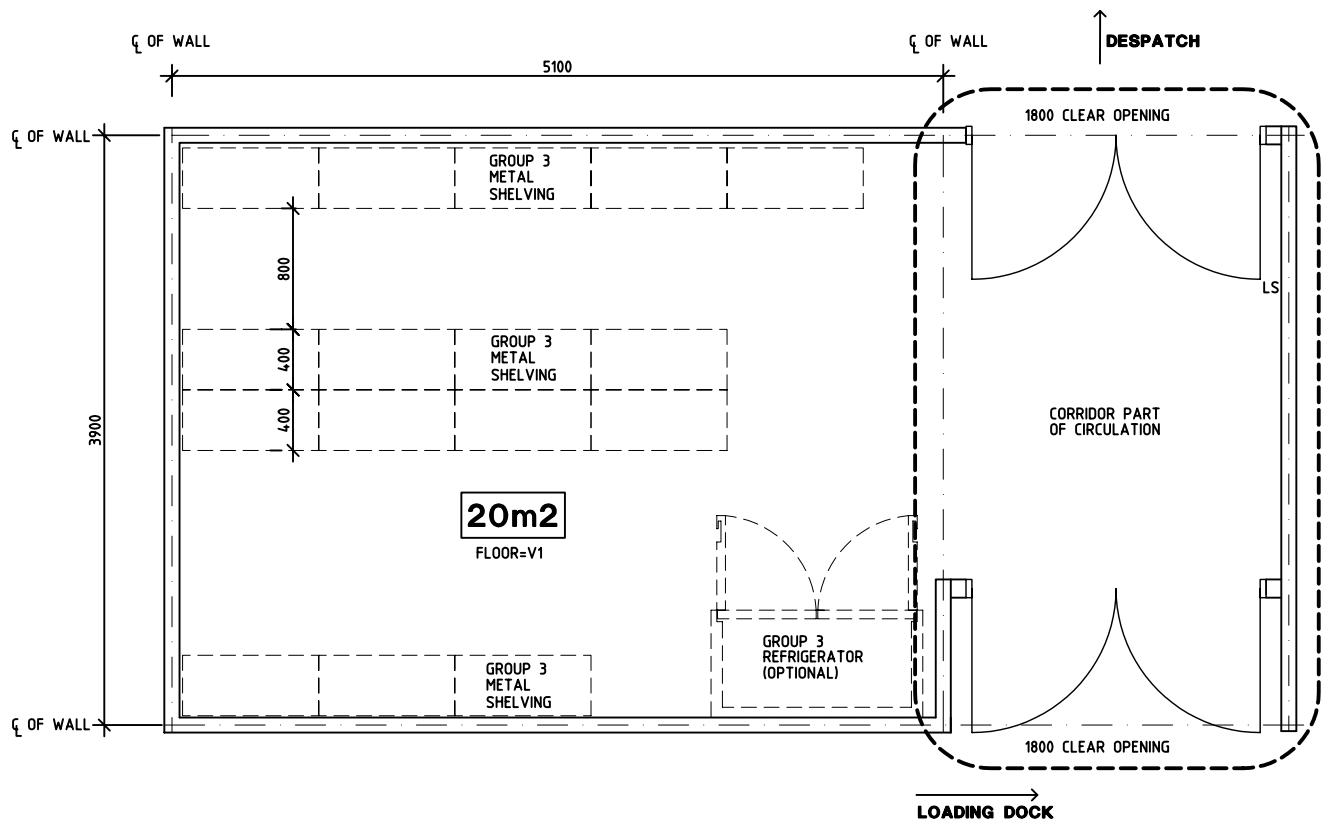 ℄ OF WALL
℄ OF WALL
DESPATCH
5100
1800 CLEAR OPENING
℄ OF WALL
GROUP 3
METAL
SHELVING
800
LS
GROUP 3
METAL
SHELVING
400
400
3900
CORRIDOR PART
OF CIRCULATION
20m2
FLOOR=V1
GROUP 3
REFRIGERATOR
(OPTIONAL)
GROUP 3
METAL
SHELVING
℄ OF WALL
1800 CLEAR OPENING
LOADING DOCK